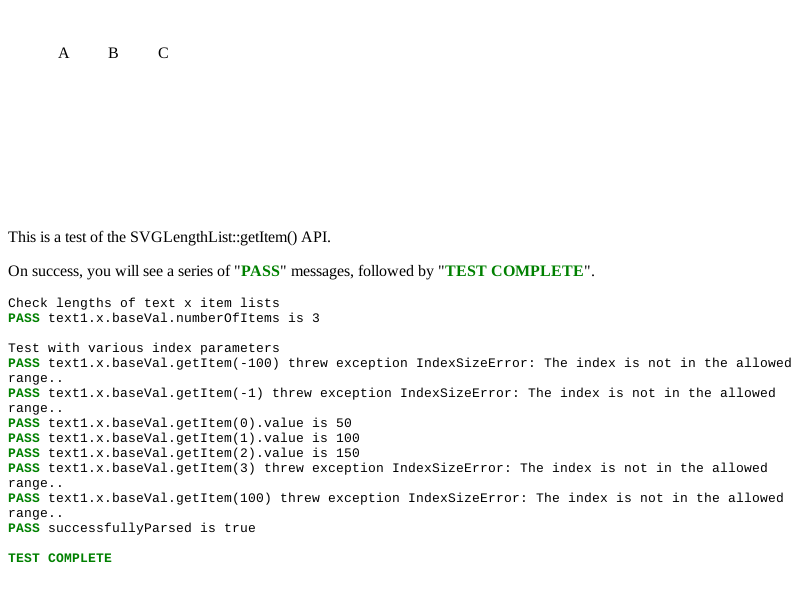 A B C
This is a test of the SVGLengthList::getItem() API.
On success, you will see a series of "PASS" messages, followed by "TEST COMPLETE".
Check lengths of text x item lists
PASS text1.x.baseVal.numberOfItems is 3
Test with various index parameters
PASS text1.x.baseVal.getItem(-100) threw exception IndexSizeError: The index is not in the allowed
range..
PASS text1.x.baseVal.getItem(-1) threw exception IndexSizeError: The index is not in the allowed
range..
PASS text1.x.baseVal.getItem(0).value is 50
PASS text1.x.baseVal.getItem(1).value is 100
PASS text1.x.baseVal.getItem(2).value is 150
PASS text1.x.baseVal.getItem(3) threw exception IndexSizeError: The index is not in the allowed
range..
PASS text1.x.baseVal.getItem(100) threw exception IndexSizeError: The index is not in the allowed
range..
PASS successfullyParsed is true
TEST COMPLETE